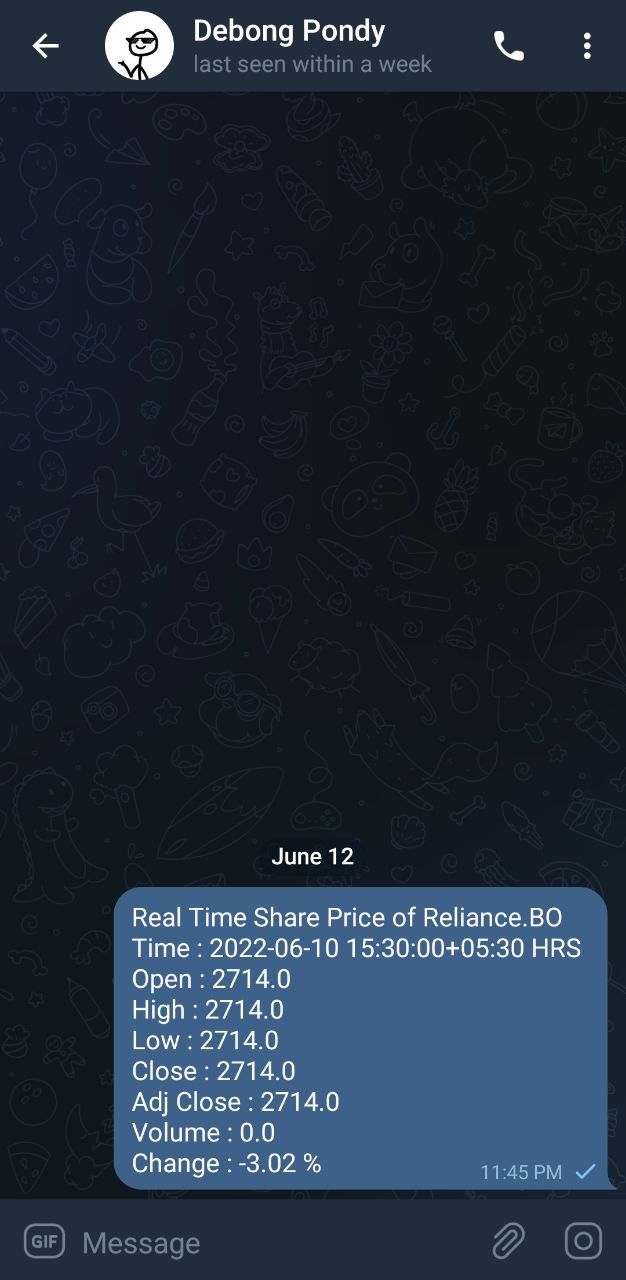 Debong Pondy
last seen within a week
June 12
Real Time Share Price of Reliance.BO
Time : 2022-06-10 15:30:00+05:30 HRS
Open : 2714.0
High : 2714.0
Low : 2714.0
Close : 2714.0
Adj Close : 2714.0
Volume : 0.0
Change : -3.02 %
11:45 PM
GIF
Message